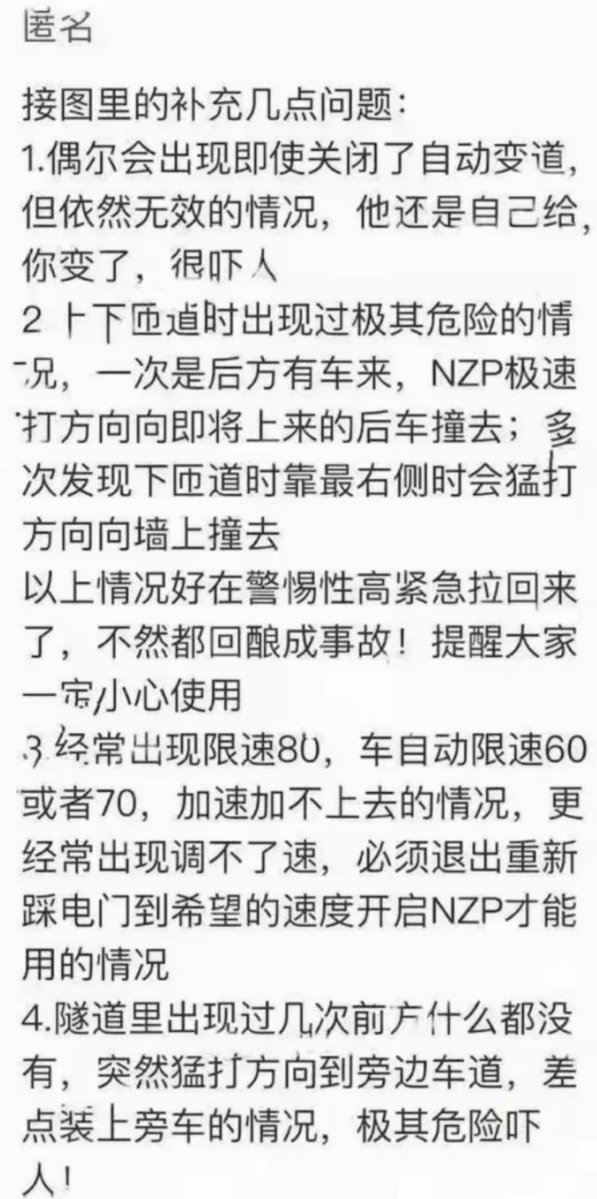 匿名
接图里的补充几点问题：
1.偶尔会出现即使关闭了自动变道，
但依然无效的情况，他还是自己给，
你变了，很吓人
2 上下匝道时出现过极其危险的情
况，一次是后方有车来，NZP极速
打方向向即将上来的后车撞去；多
次发现下匝道时靠最右侧时会猛打
方向向墙上撞去
以上情况好在警惕性高紧急拉回来
了，不然都回酿成事故！提醒大家
一定小心使用
3 经常出现限速80，车自动限速60
或者70，加速加不上去的情况，更
经常出现调不了速，必须退出重新
踩电门到希望的速度开启NZP才能
用的情况
4.隧道里出现过几次前方什么都没
有，突然猛打方向到旁边车道，差
点装上旁车的情况，极其危险吓
人！